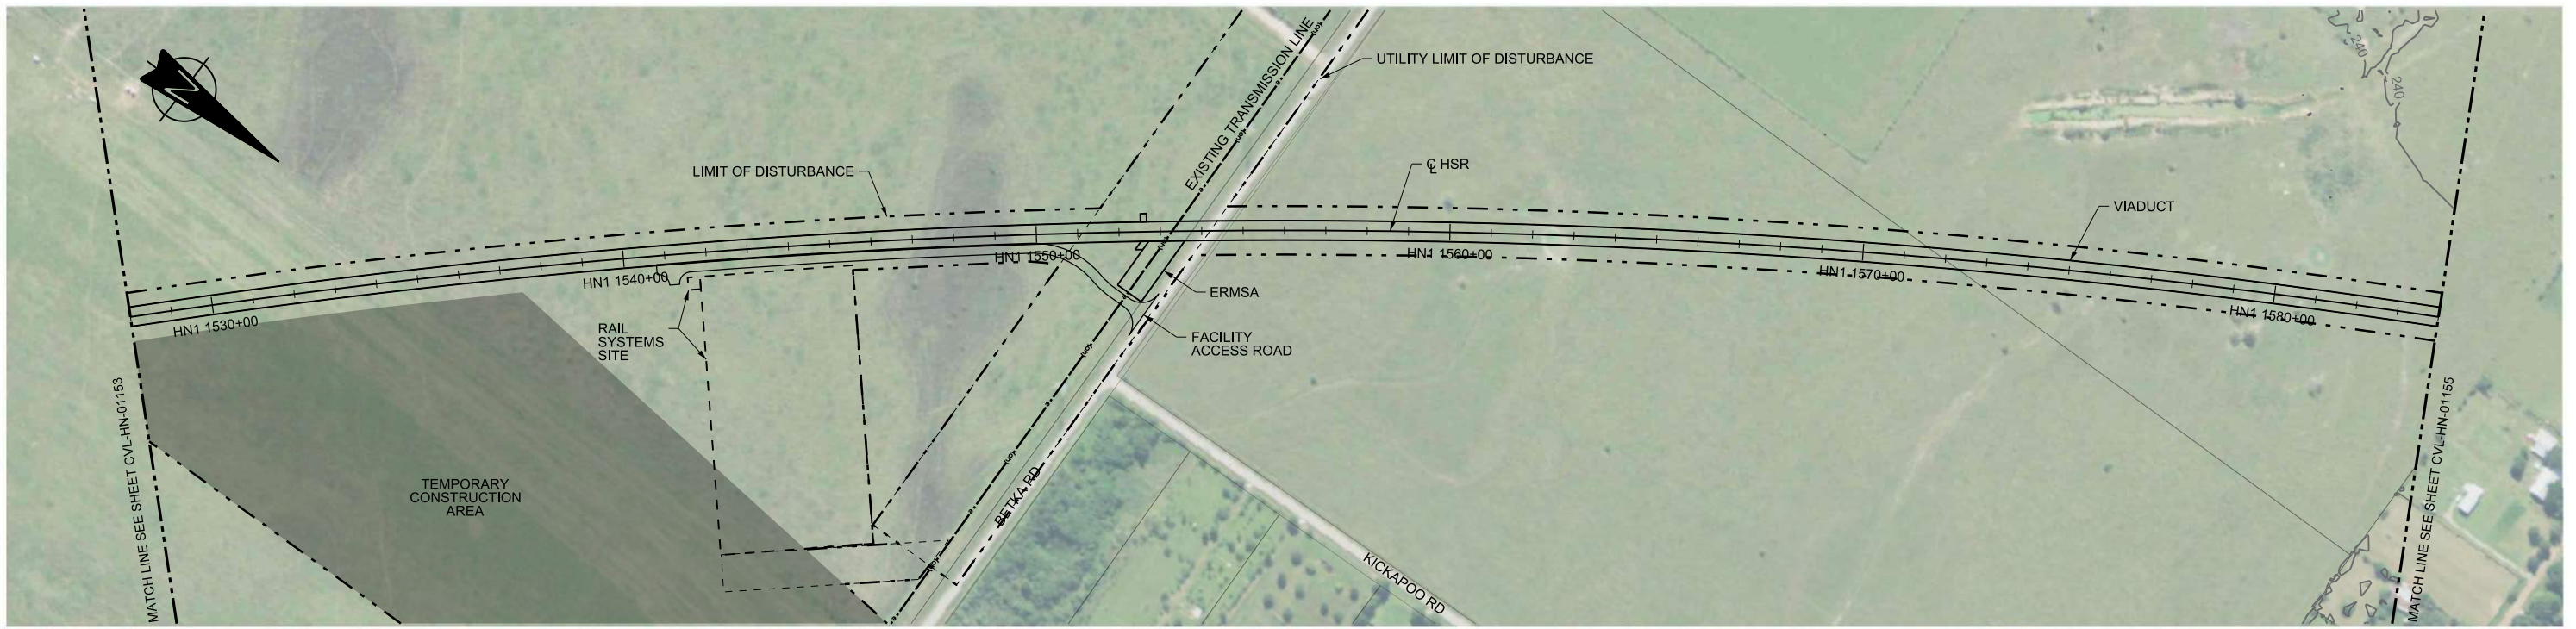 N
EXISTING TRANSMISSION LINE
UTILITY LIMIT OF DISTURBANCE
240
240
LIMIT OF DISTURBANCE
℄ HSR
VIADUCT
HN1 1530+00
HN1 1540+00
HN1 1550+00
HN1 1560+00
HN1 1570+00
HN1 1580+00
ERMSA
RAIL
SYSTEMS
SITE
FACILITY
ACCESS ROAD
TEMPORARY
CONSTRUCTION
AREA
BETKA RD
KICKAPOO RD
MATCH LINE SEE SHEET CVL-HN-01153
MATCH LINE SEE SHEET CVL-HN-01155